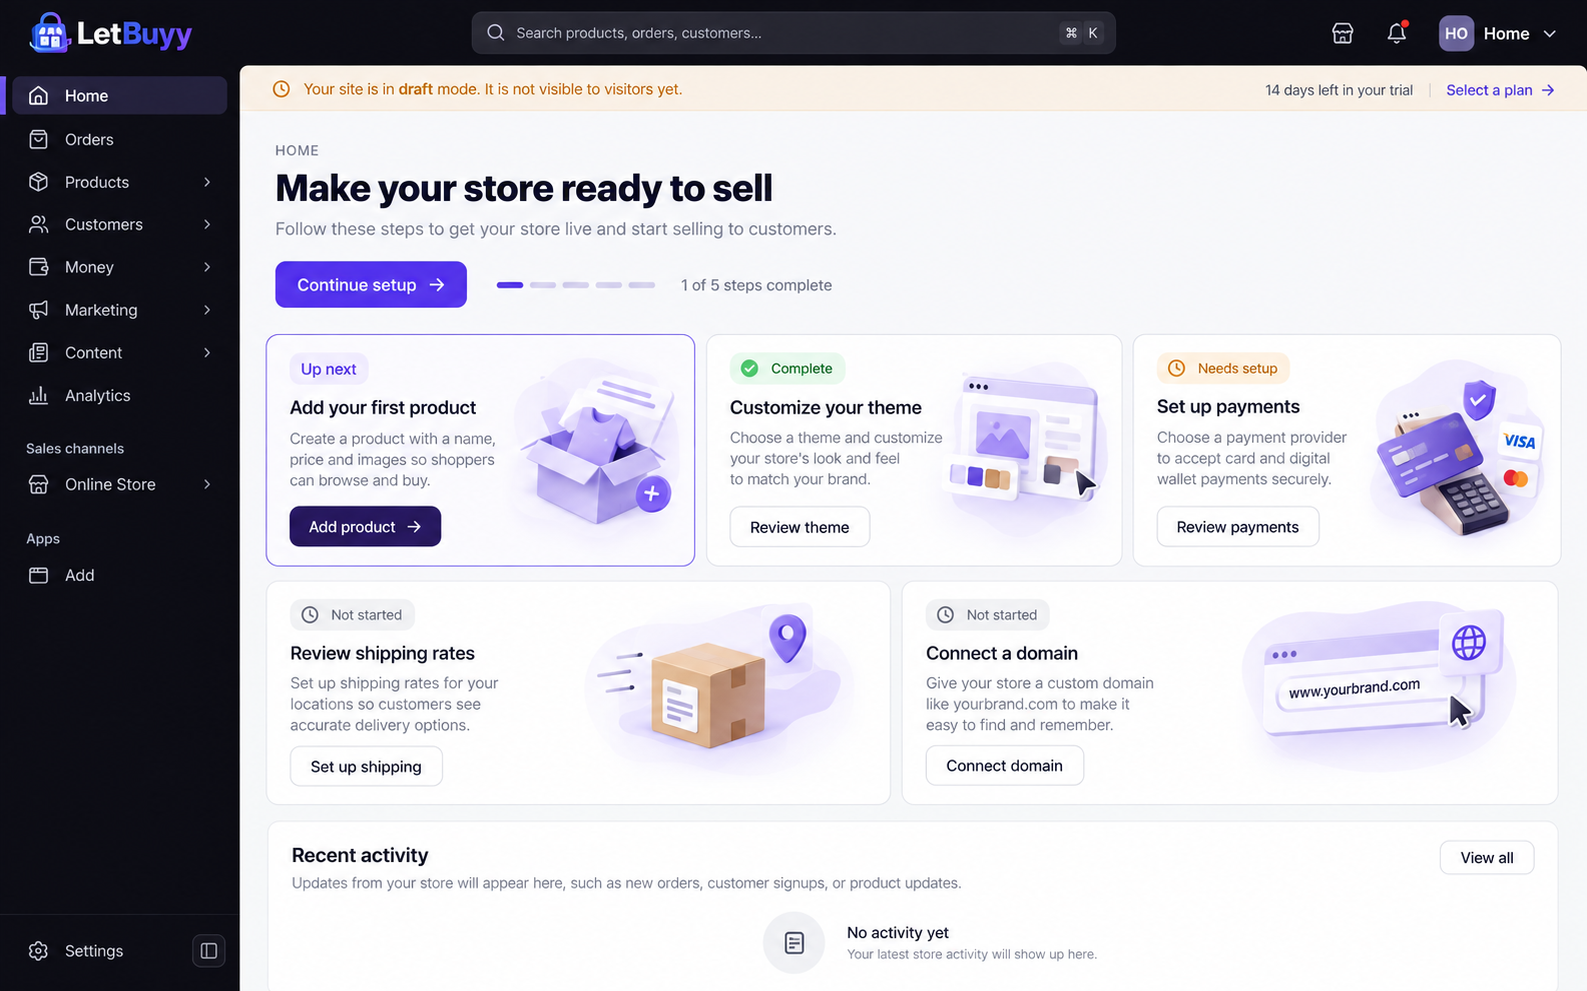 LetBuyy
Search products, orders, customers...
⌘ K
HO
Home
Home
Orders
Products
Customers
Money
Marketing
Content
Analytics
Sales channels
Online Store
Apps
Add
Settings
Your site is in draft mode. It is not visible to visitors yet.
14 days left in your trial
Select a plan →
HOME
Make your store ready to sell
Follow these steps to get your store live and start selling to customers.
Continue setup →
1 of 5 steps complete
Up next
Add your first product
Create a product with a name,
price and images so shoppers
can browse and buy.
Add product →
Complete
Customize your theme
Choose a theme and customize
your store's look and feel
to match your brand.
Review theme
Needs setup
Set up payments
Choose a payment provider
to accept card and digital
wallet payments securely.
Review payments
VISA
Not started
Review shipping rates
Set up shipping rates for your
locations so customers see
accurate delivery options.
Set up shipping
Not started
Connect a domain
Give your store a custom domain
like yourbrand.com to make it
easy to find and remember.
Connect domain
www.yourbrand.com
Recent activity
Updates from your store will appear here, such as new orders, customer signups, or product updates.
View all
No activity yet
Your latest store activity will show up here.